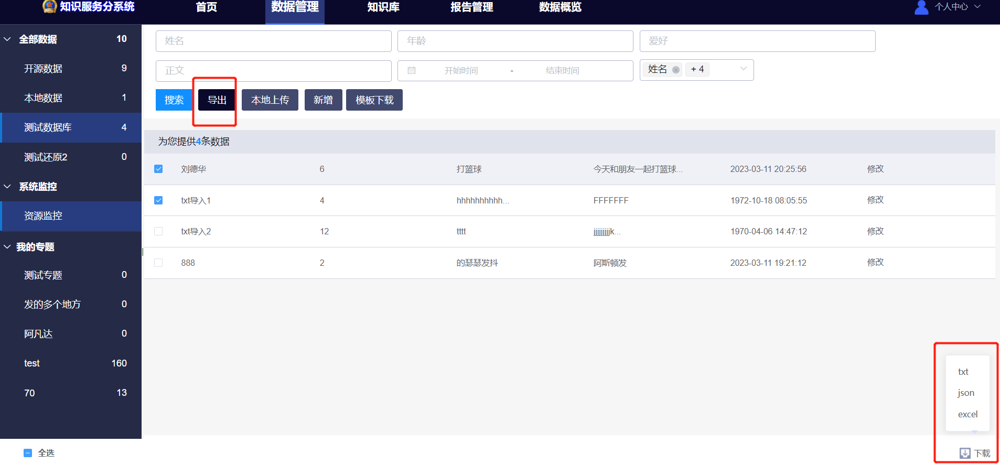 知识服务分系统 首页 数据管理 知识库 报告管理 数据概览 个人中心
全部数据 10
开源数据 9
本地数据 1
测试数据库 4
测试还原2 0
系统监控
资源监控
我的专题
测试专题 0
发的多个地方 0
阿凡达 0
test 160
70 13
姓名 年龄 爱好
正文 开始时间 - 结束时间 姓名 + 4
搜索 导出 本地上传 新增 模板下载
为您提供4条数据
刘德华 6 打篮球 今天和朋友一起打篮球... 2023-03-11 20:25:56 修改
txt导入1 4 hhhhhhhhhh... FFFFFFF 1972-10-18 08:05:55 修改
txt导入2 12 tttt jjjjjjjjjk... 1970-04-06 14:47:12 修改
888 2 的瑟瑟发抖 阿斯顿发 2023-03-11 19:21:12 修改
txt
json
excel
全选 下载